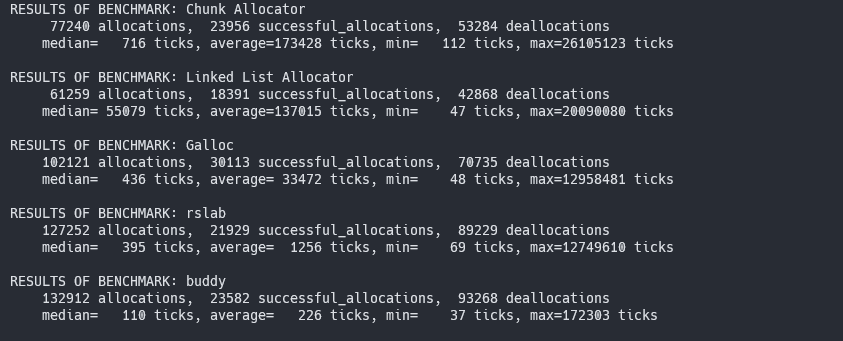 RESULTS OF BENCHMARK: Chunk Allocator
     77240 allocations,  23956 successful_allocations,  53284 deallocations
    median=   716 ticks, average=173428 ticks, min=   112 ticks, max=26105123 ticks

RESULTS OF BENCHMARK: Linked List Allocator
     61259 allocations,  18391 successful_allocations,  42868 deallocations
    median= 55079 ticks, average=137015 ticks, min=    47 ticks, max=20090080 ticks

RESULTS OF BENCHMARK: Galloc
    102121 allocations,  30113 successful_allocations,  70735 deallocations
    median=   436 ticks, average= 33472 ticks, min=    48 ticks, max=12958481 ticks

RESULTS OF BENCHMARK: rslab
    127252 allocations,  21929 successful_allocations,  89229 deallocations
    median=   395 ticks, average=  1256 ticks, min=    69 ticks, max=12749610 ticks

RESULTS OF BENCHMARK: buddy
    132912 allocations,  23582 successful_allocations,  93268 deallocations
    median=   110 ticks, average=   226 ticks, min=    37 ticks, max=172303 ticks